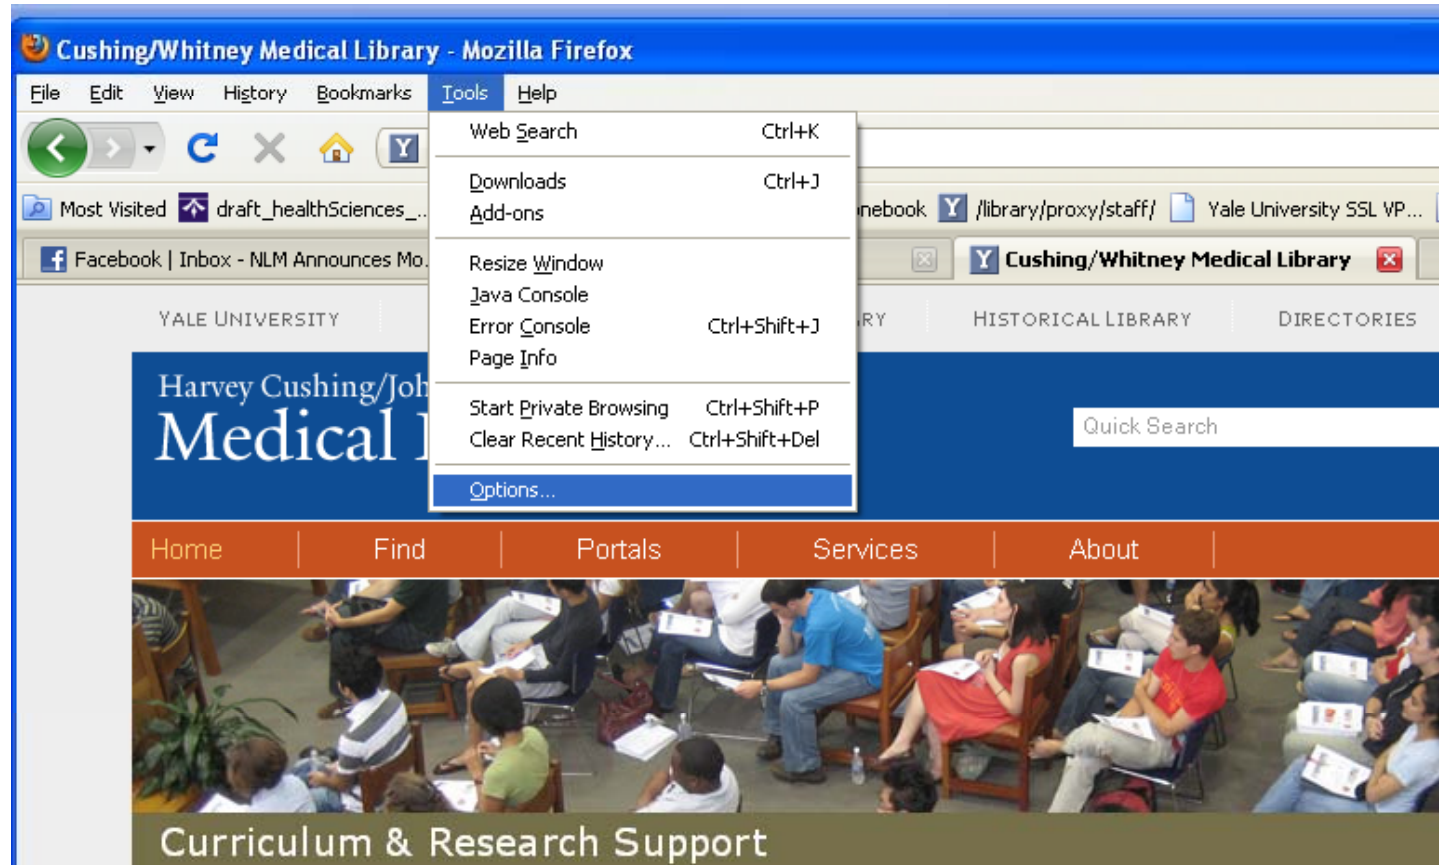 Cushing/Whitney Medical Library - Mozilla Firefox
File Edit View History Bookmarks Tools Help
Web Search Ctrl+K
Downloads Ctrl+J
Add-ons
Resize Window
Java Console
Error Console Ctrl+Shift+J
Page Info
Start Private Browsing Ctrl+Shift+P
Clear Recent History... Ctrl+Shift+Del
Options...
Most Visited draft_healthSciences_... nebook /library/proxy/staff/ Yale University SSL VP...
Facebook | Inbox - NLM Announces Mo. Cushing/Whitney Medical Library
YALE UNIVERSITY RY HISTORICAL LIBRARY DIRECTORIES
Harvey Cushing/Joh
Medical
Quick Search
Home Find Portals Services About
Curriculum & Research Support